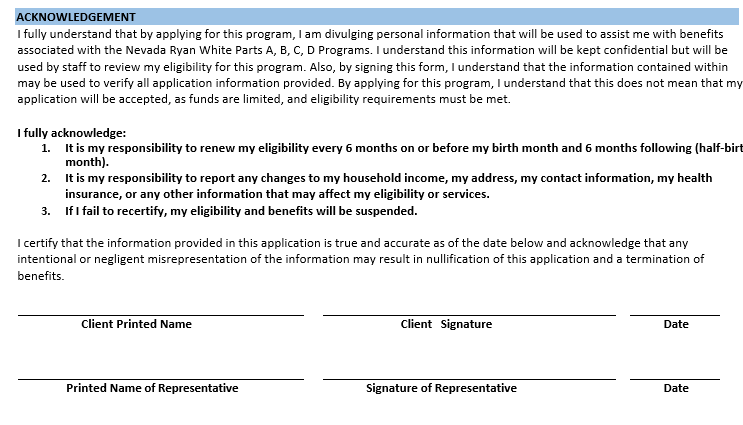 ACKNOWLEDGEMENT
I fully understand that by applying for this program, I am divulging personal information that will be used to assist me with benefits
associated with the Nevada Ryan White Parts A, B, C, D Programs. I understand this information will be kept confidential but will be
used by staff to review my eligibility for this program. Also, by signing this form, I understand that the information contained within
may be used to verify all application information provided. By applying for this program, I understand that this does not mean that my
application will be accepted, as funds are limited, and eligibility requirements must be met.
I fully acknowledge:
1. It is my responsibility to renew my eligibility every 6 months on or before my birth month and 6 months following (half-birt
month).
2. It is my responsibility to report any changes to my household income, my address, my contact information, my health
insurance, or any other information that may affect my eligibility or services.
3. If I fail to recertify, my eligibility and benefits will be suspended.
I certify that the information provided in this application is true and accurate as of the date below and acknowledge that any
intentional or negligent misrepresentation of the information may result in nullification of this application and a termination of
benefits.
Client Printed Name Client Signature Date
Printed Name of Representative Signature of Representative Date